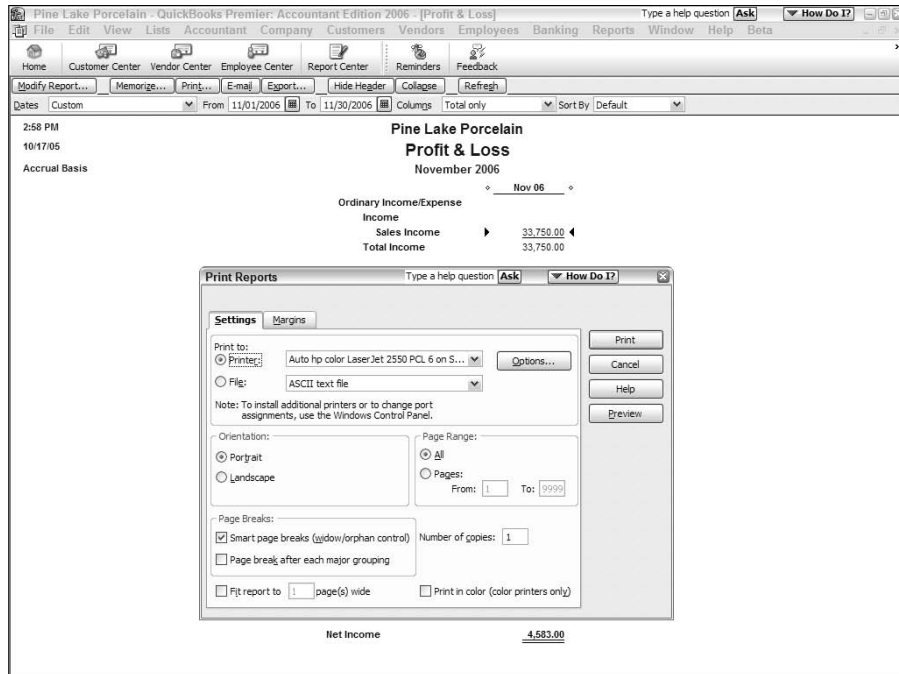 Pine Lake Porcelain - QuickBooks Premier: Accountant Edition 2006 - [Profit & Loss] Type a help question Ask How Do I?
File Edit View Lists Accountant Company Customers Vendors Employees Banking Reports Window Help Beta
Home Customer Center Vendor Center Employee Center Report Center Reminders Feedback
Modify Report... Memorize... Print... E-mail Export... Hide Header Collapse Refresh
Dates Custom From 11/01/2006 To 11/30/2006 Columns Total only Sort By Default
2:58 PM Pine Lake Porcelain
10/17/05 Profit & Loss
Accrual Basis November 2006
Nov 06
Ordinary Income/Expense
Income
Sales Income 33,750.00
Total Income 33,750.00
Print Reports Type a help question Ask How Do I?
Settings Margins
Print to:
Printer: Auto hp color LaserJet 2550 PCL 6 on S... Options...
File: ASCII text file
Note: To install additional printers or to change port
assignments, use the Windows Control Panel.
Print
Cancel
Help
Preview
Orientation:
Portrait
Landscape
Page Range:
All
Pages:
From: 1 To: 9999
Page Breaks:
Smart page breaks (widow/orphan control)
Page break after each major grouping
Number of copies: 1
Fit report to 1 page(s) wide
Print in color (color printers only)
Net Income 4,583.00